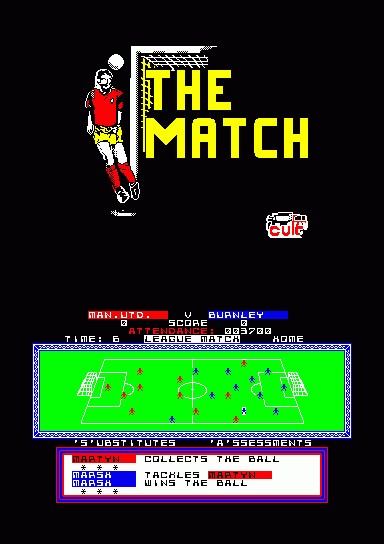 THE
MATCH
cult
MAN.UTD. V BURNLEY
0 SCORE 0
ATTENDANCE: 005700
TIME: 6 LEAGUE MATCH HOME
'S'UBSTITUTES 'A'SSESSMENTS
MARTYN COLLECTS THE BALL
* * *
MARSH TACKLES MARTYN
MARSH WINS THE BALL
* * *